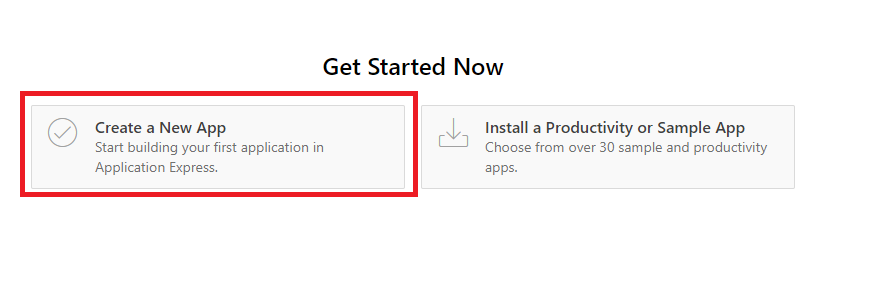 Get Started Now
Create a New App
Start building your first application in
Application Express.
Install a Productivity or Sample App
Choose from over 30 sample and productivity
apps.